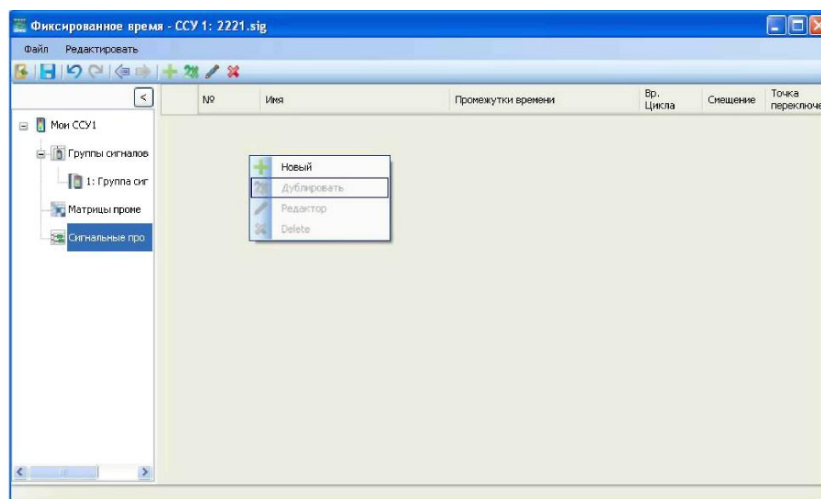 Фиксированное время - ССУ 1: 2221.sig
Файл Редактировать
№ Имя Промежутки времени Вр. Цикла Смещение Точка переключе
Мои ССУ1
Группы сигналов
1: Группа сиг
Матрицы проме
Сигнальные про
Новый
Дублировать
Редактор
Delete